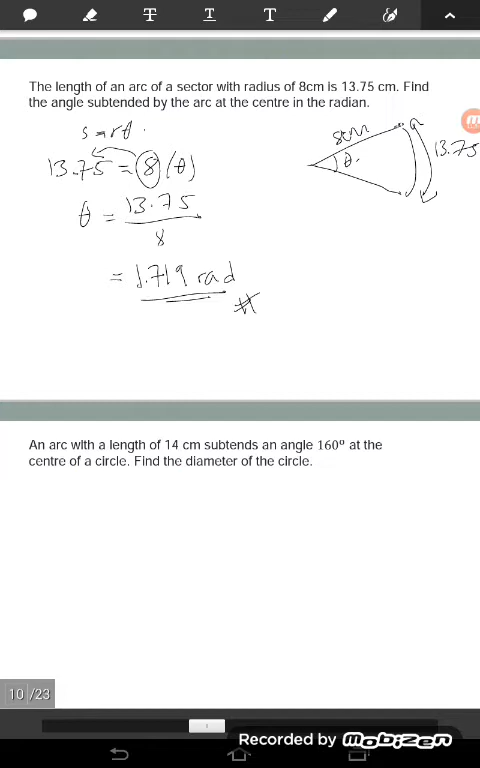 The length of an arc of a sector with radius of 8cm is 13.75 cm. Find
the angle subtended by the arc at the centre in the radian.
s = rθ.
13.75 = 8 (θ)
θ = 13.75
8
= 1.719 rad
8cm
θ.
13.75
An arc with a length of 14 cm subtends an angle 160° at the
centre of a circle. Find the diameter of the circle.
10 /23
Recorded by mobizen